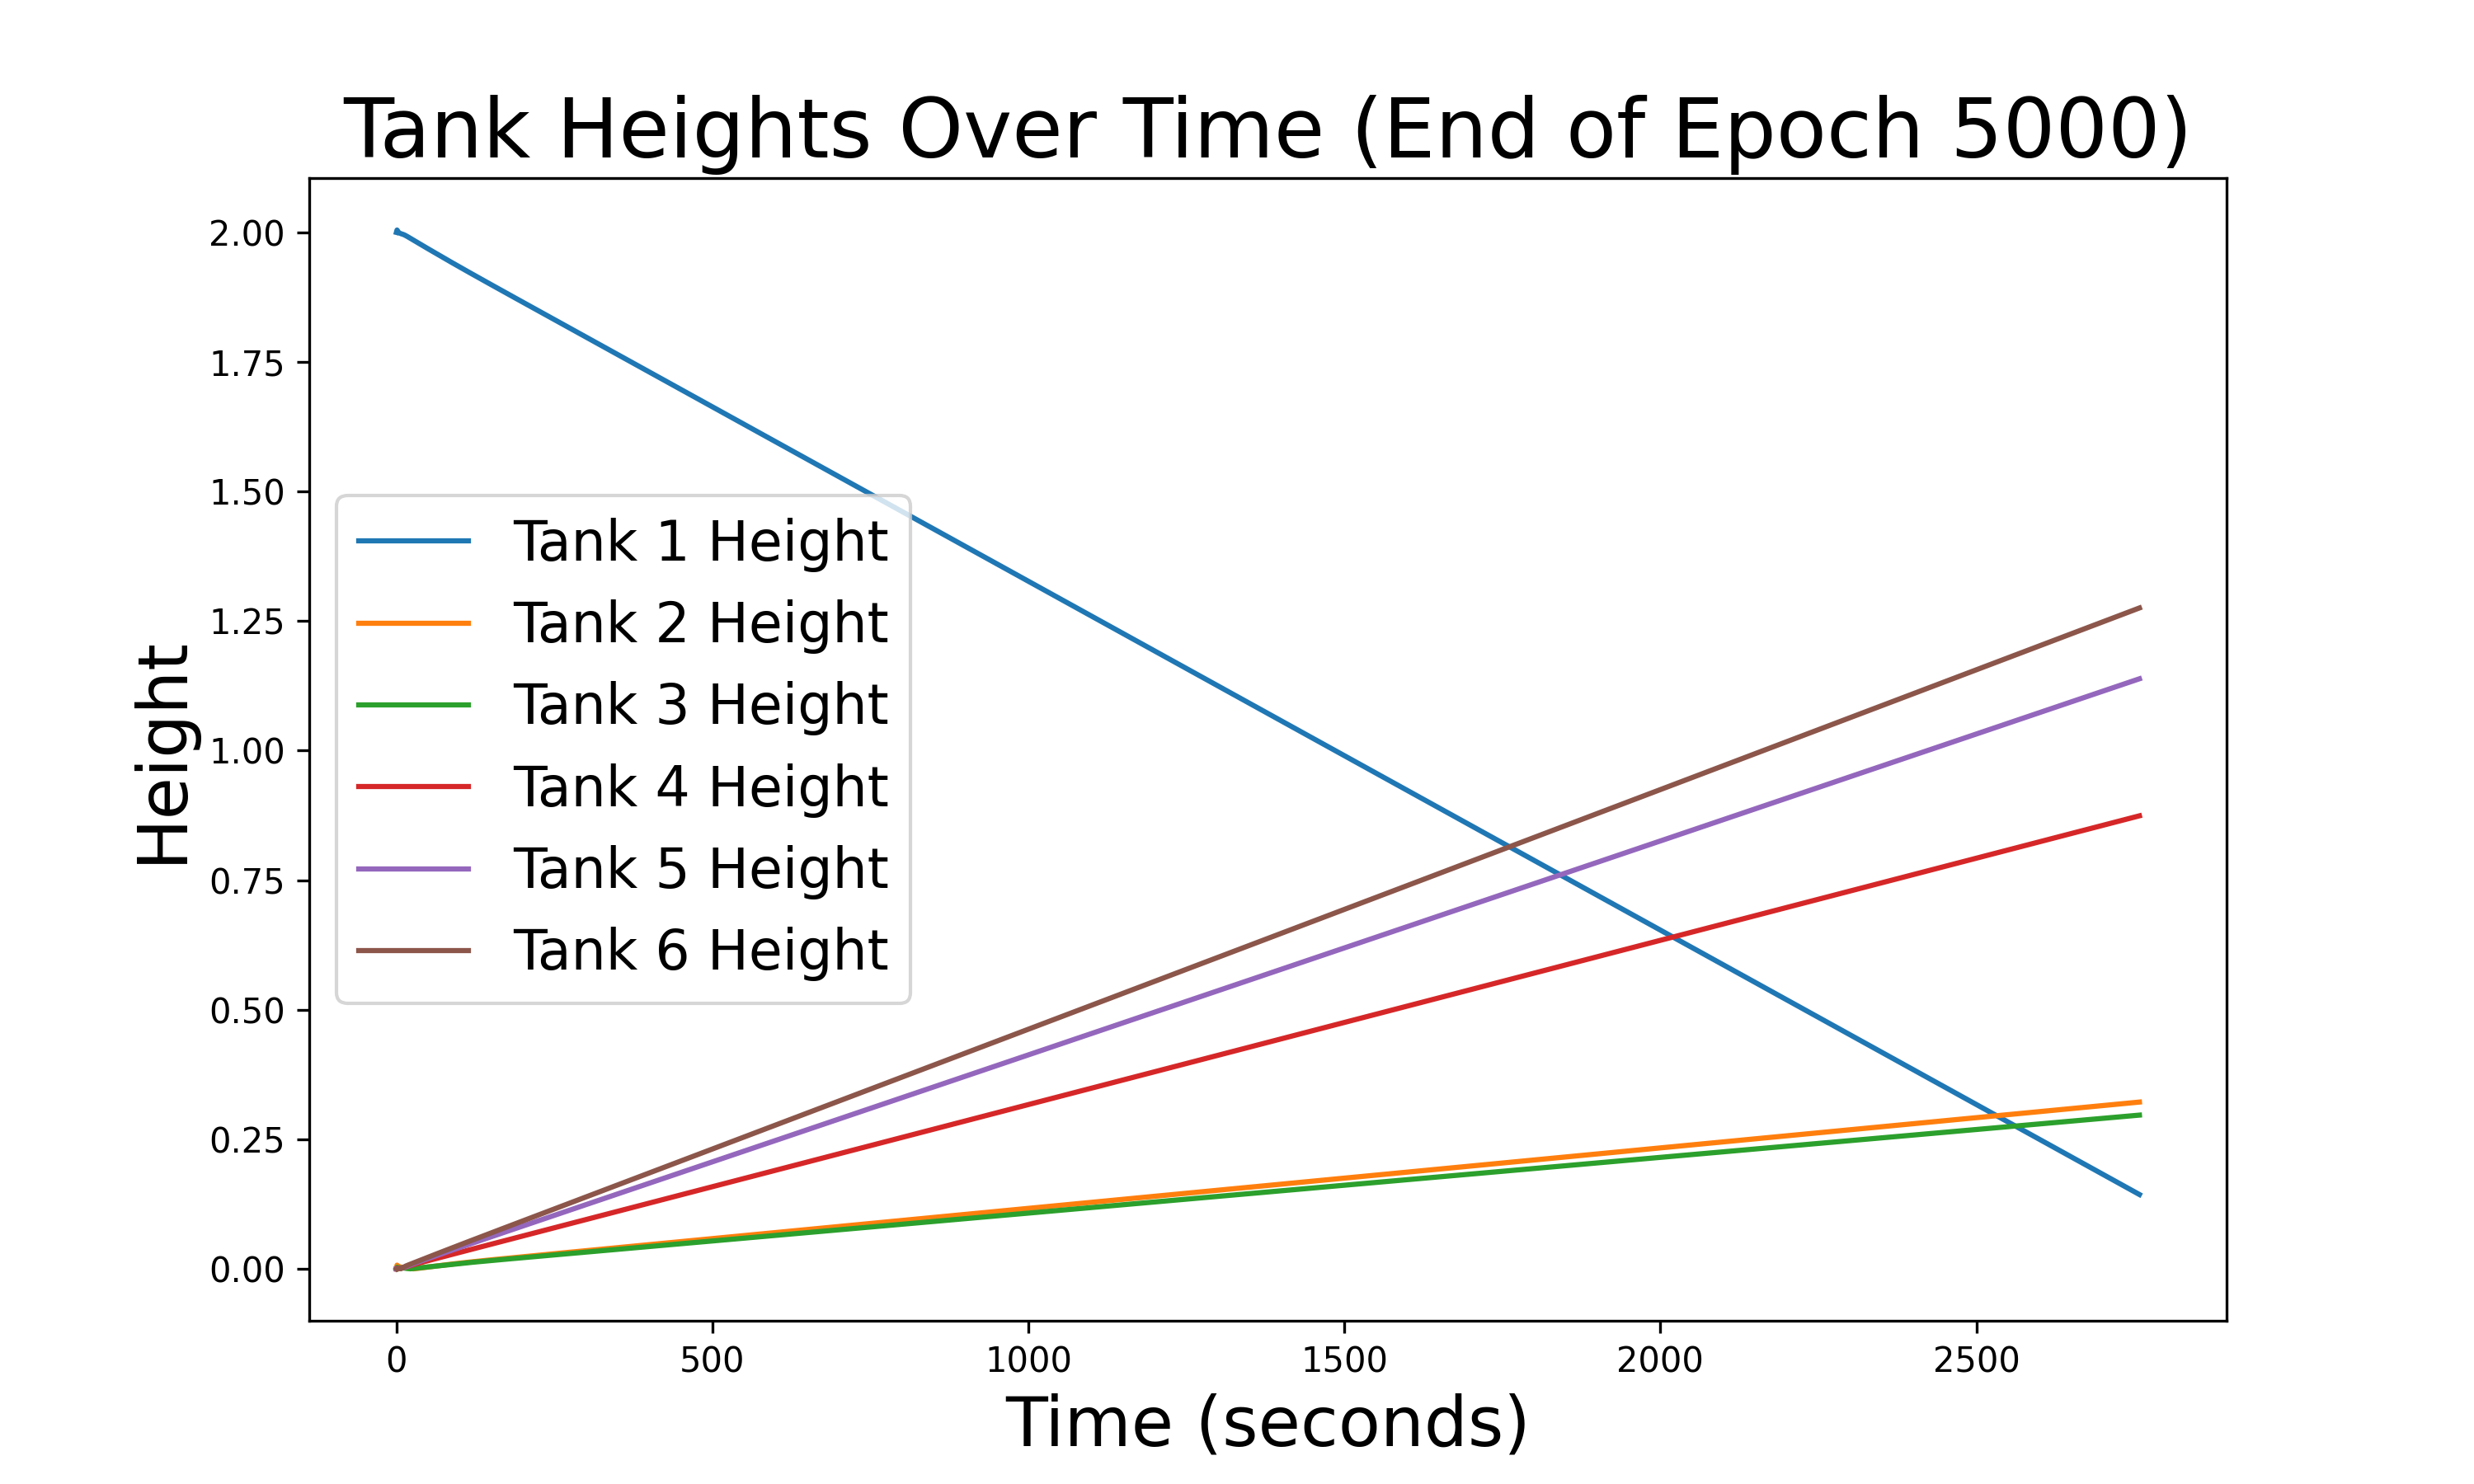 Tank Heights Over Time (End of Epoch 5000)
Height
2.00
1.75
1.50
1.25
1.00
0.75
0.50
0.25
0.00
Tank 1 Height
Tank 2 Height
Tank 3 Height
Tank 4 Height
Tank 5 Height
Tank 6 Height
0 500 1000 1500 2000 2500
Time (seconds)